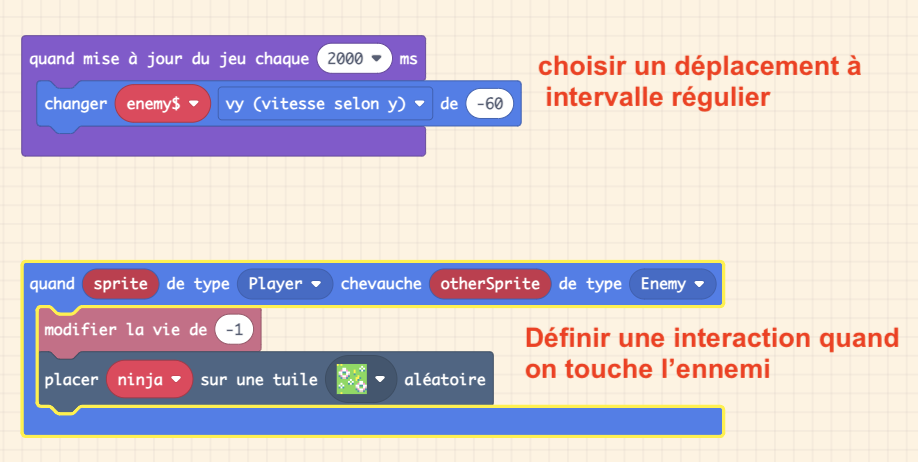 quand mise à jour du jeu chaque 2000 ms
changer enemy$ vy (vitesse selon y) de -60
choisir un déplacement à
intervalle régulier
quand sprite de type Player chevauche otherSprite de type Enemy
modifier la vie de -1
placer ninja sur une tuile aléatoire
Définir une interaction quand
on touche l'ennemi